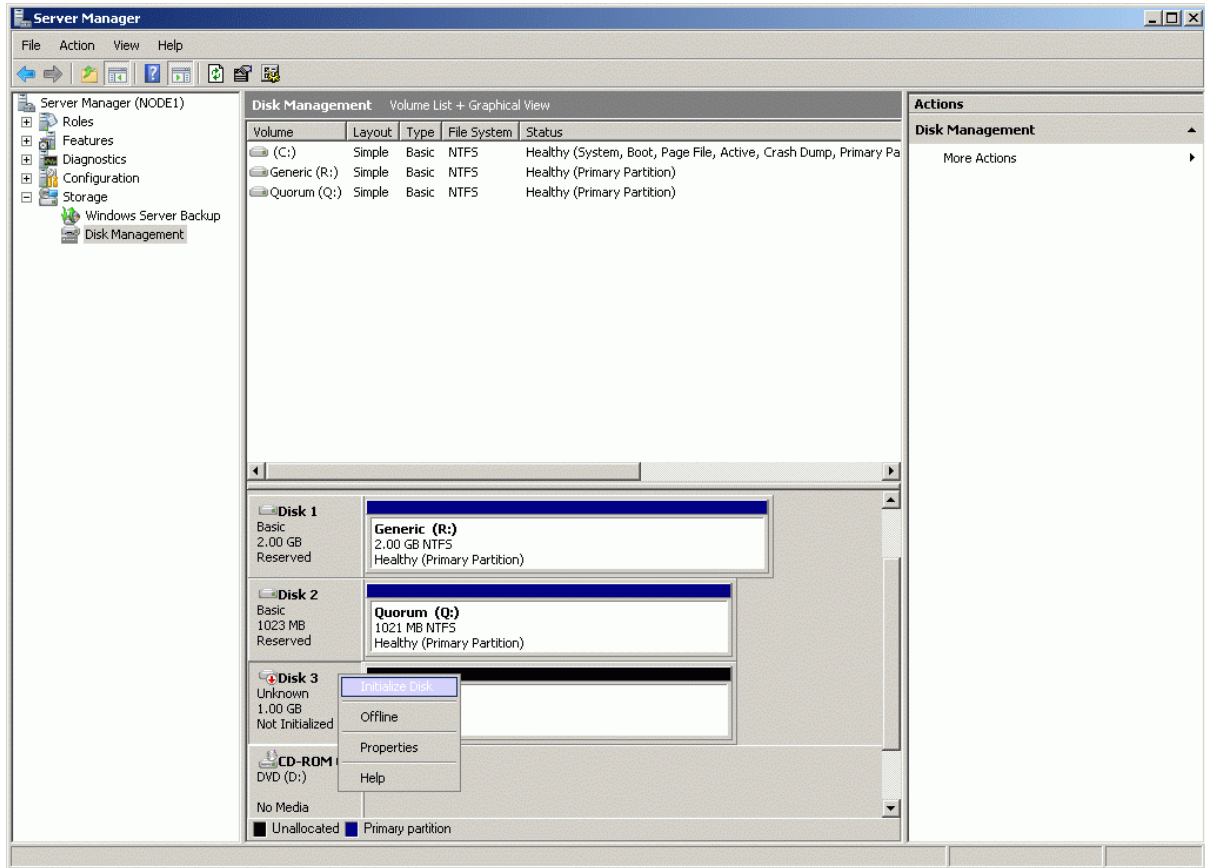 Server Manager
File Action View Help
Server Manager (NODE1)
Roles
Features
Diagnostics
Configuration
Storage
Windows Server Backup
Disk Management
Disk Management Volume List + Graphical View
Volume Layout Type File System Status
(C:) Simple Basic NTFS Healthy (System, Boot, Page File, Active, Crash Dump, Primary Pa
Generic (R:) Simple Basic NTFS Healthy (Primary Partition)
Quorum (Q:) Simple Basic NTFS Healthy (Primary Partition)
Disk 1
Basic
2.00 GB
Reserved
Generic (R:)
2.00 GB NTFS
Healthy (Primary Partition)
Disk 2
Basic
1023 MB
Reserved
Quorum (Q:)
1021 MB NTFS
Healthy (Primary Partition)
Disk 3
Unknown
1.00 GB
Not Initialized
Initialize Disk
Offline
Properties
Help
CD-ROM
DVD (D:)
No Media
Unallocated Primary partition
Actions
Disk Management
More Actions